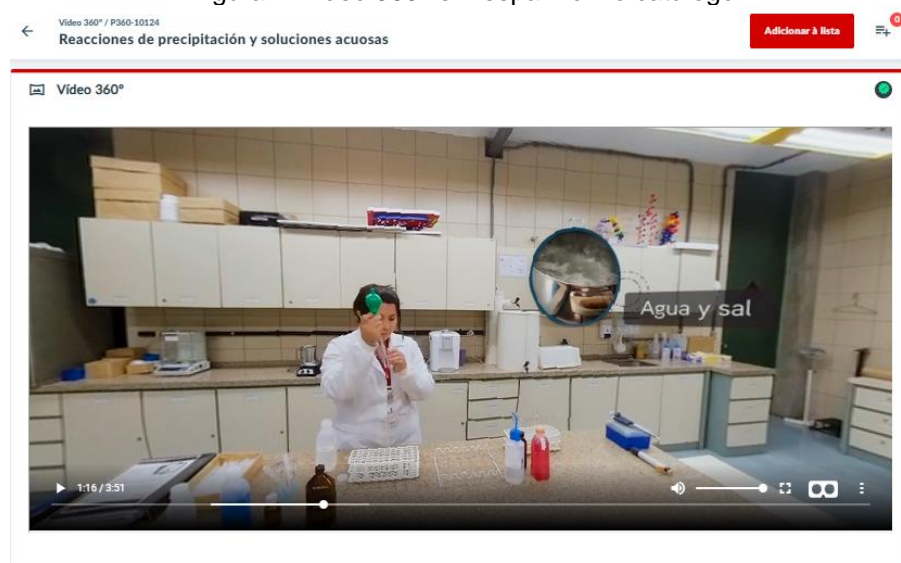 Vídeo 360° / P360-10124
Reacciones de precipitación y soluciones acuosas
Adicionar à lista
0
Vídeo 360°
Agua y sal
1:16 / 3:51